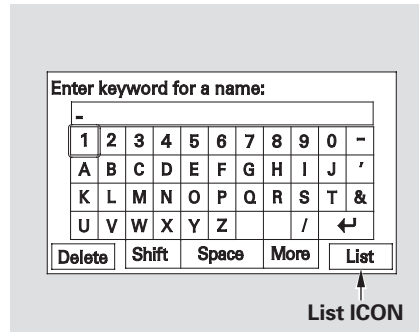 Enter keyword for a name:
-
1 2 3 4 5 6 7 8 9 0 -
A B C D E F G H I J ′
K L M N O P Q R S T &
U V W X Y Z / ↵
Delete Shift Space More List
List ICON